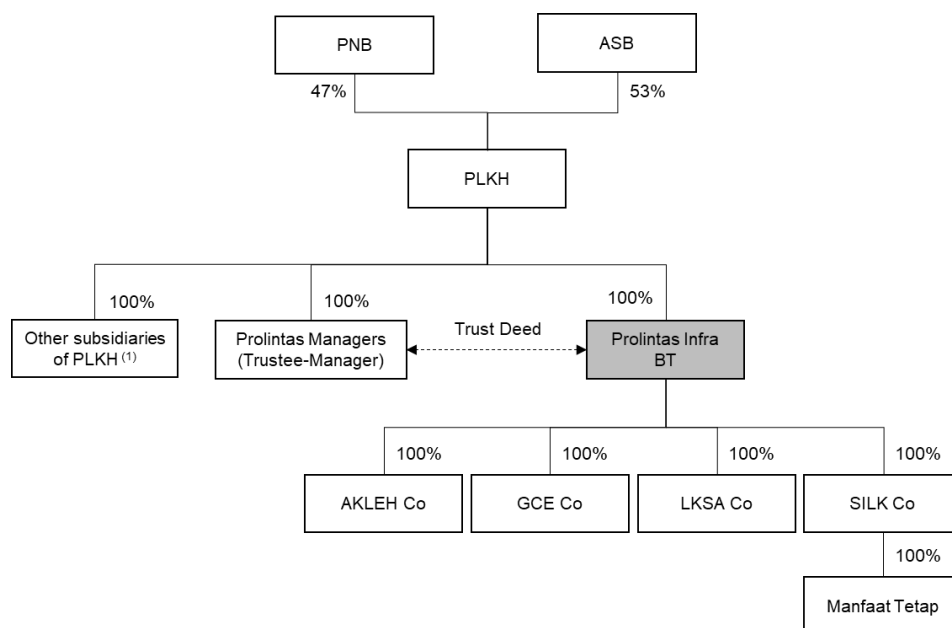 PNB
ASB
47%
53%
PLKH
100%
100%
100%
Other subsidiaries
of PLKH (1)
Prolintas Managers
(Trustee-Manager)
Trust Deed
Prolintas Infra
BT
100%
100%
100%
100%
AKLEH Co
GCE Co
LKSA Co
SILK Co
100%
Manfaat Tetap